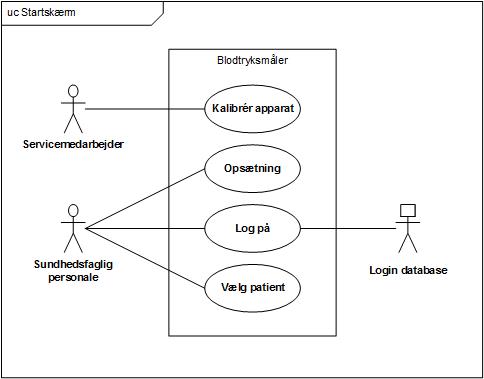 uc Startskærm
Blodtryksmåler
Kalibrér apparat
Servicemedarbejder
Opsætning
Log på
Sundhedsfaglig
personale
Login database
Vælg patient